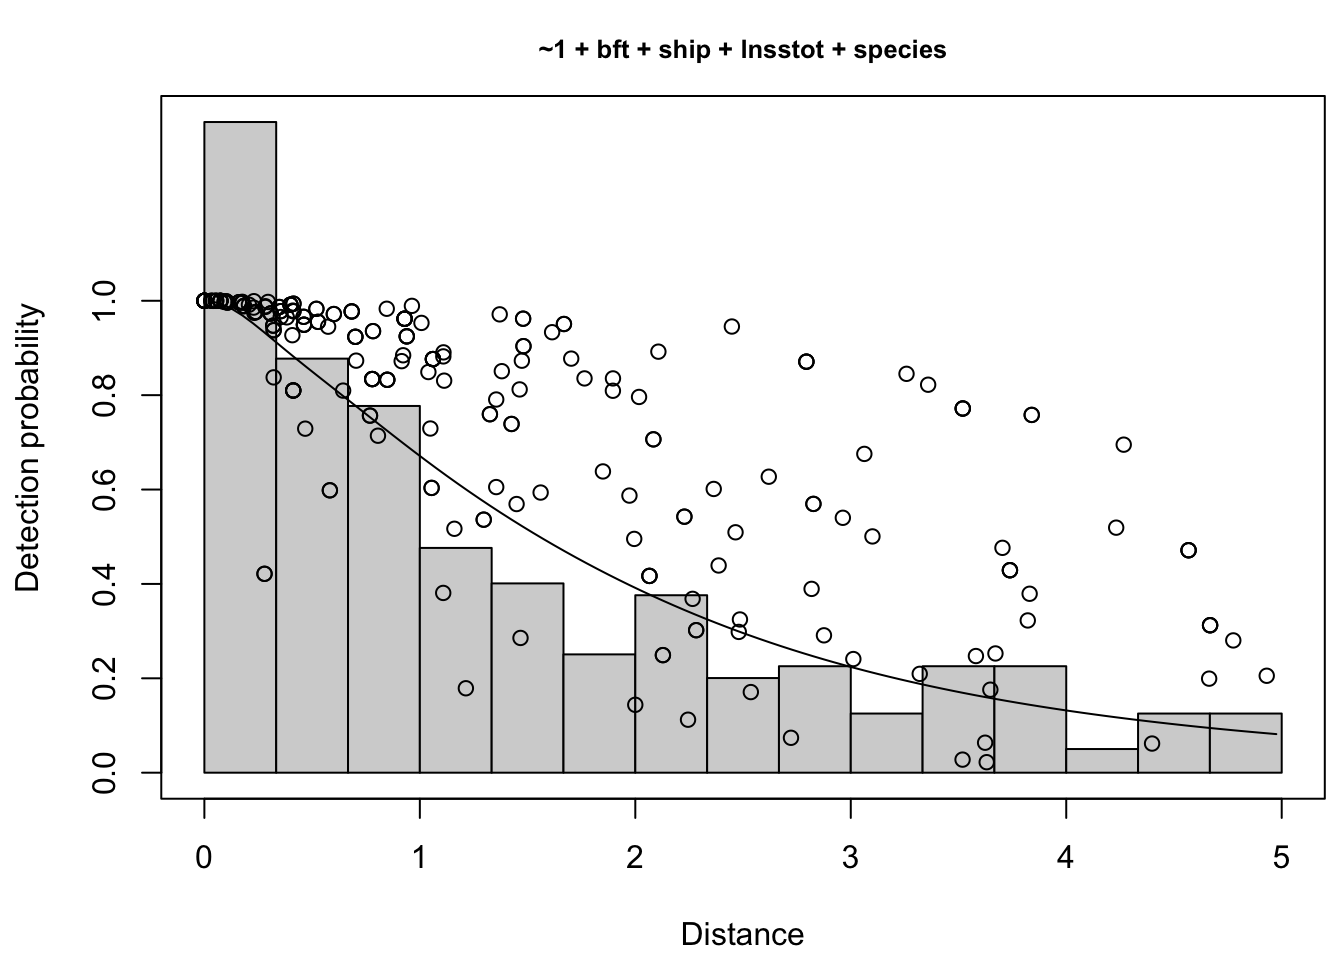 ~1 + bft + ship + lnsstot + species
Detection probability
1.0
0.8
0.6
0.4
0.2
0.0
0 1 2 3 4 5
Distance